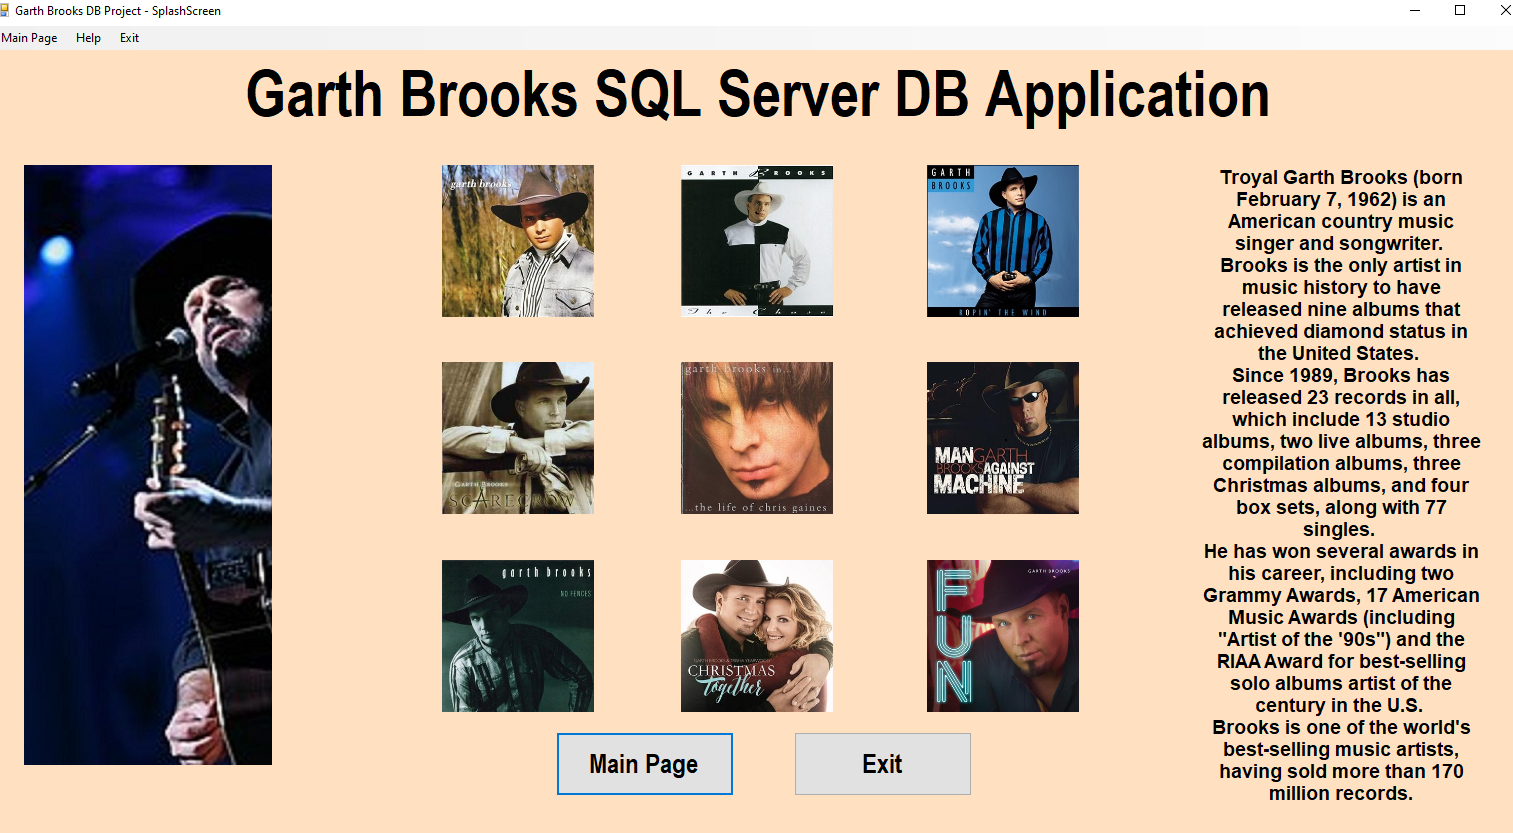 Garth Brooks DB Project - SplashScreen
Main Page Help Exit
Garth Brooks SQL Server DB Application
garth brooks
GARTH BROOKS
The Chase
GARTH
BROOKS
ROPIN' THE WIND
GARTH BROOKS
SCARECROW
garth brooks in...
...the life of chris gaines
MAN GARTH
BROOKS AGAINST
MACHINE
garth brooks
NO FENCES
GARTH BROOKS & TRISHA YEARWOOD
CHRISTMAS
together
GARTH BROOKS
FUN
Main Page
Exit
Troyal Garth Brooks (born
February 7, 1962) is an
American country music
singer and songwriter.
Brooks is the only artist in
music history to have
released nine albums that
achieved diamond status in
the United States.
Since 1989, Brooks has
released 23 records in all,
which include 13 studio
albums, two live albums, three
compilation albums, three
Christmas albums, and four
box sets, along with 77
singles.
He has won several awards in
his career, including two
Grammy Awards, 17 American
Music Awards (including
"Artist of the '90s") and the
RIAA Award for best-selling
solo albums artist of the
century in the U.S.
Brooks is one of the world's
best-selling music artists,
having sold more than 170
million records.